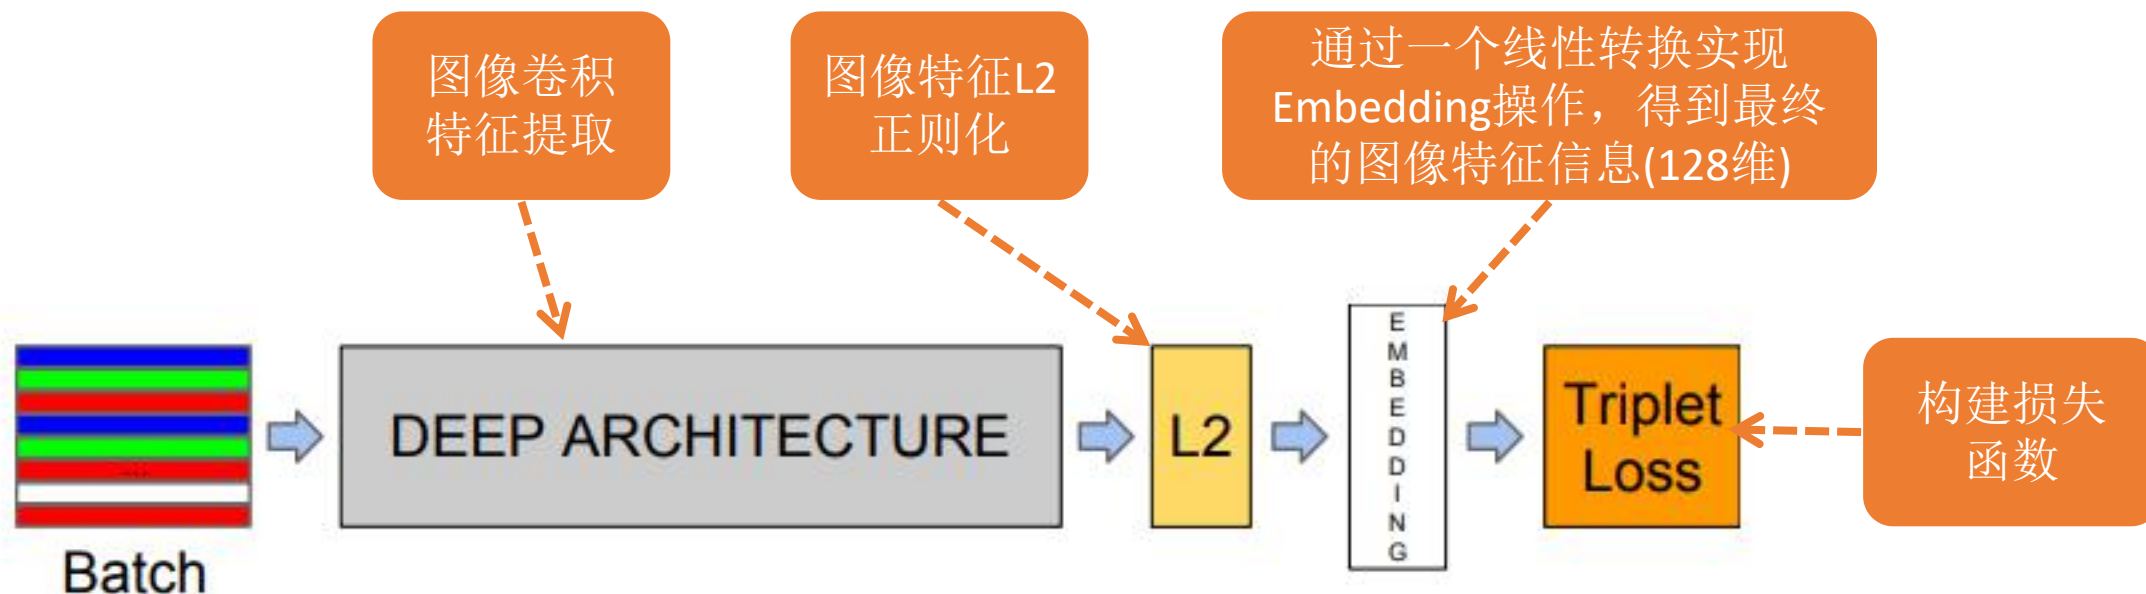 图像卷积
特征提取
图像特征L2
正则化
通过一个线性转换实现
Embedding操作，得到最终
的图像特征信息(128维)
DEEP ARCHITECTURE
L2
EMBEDDING
Triplet
Loss
构建损失
函数
Batch